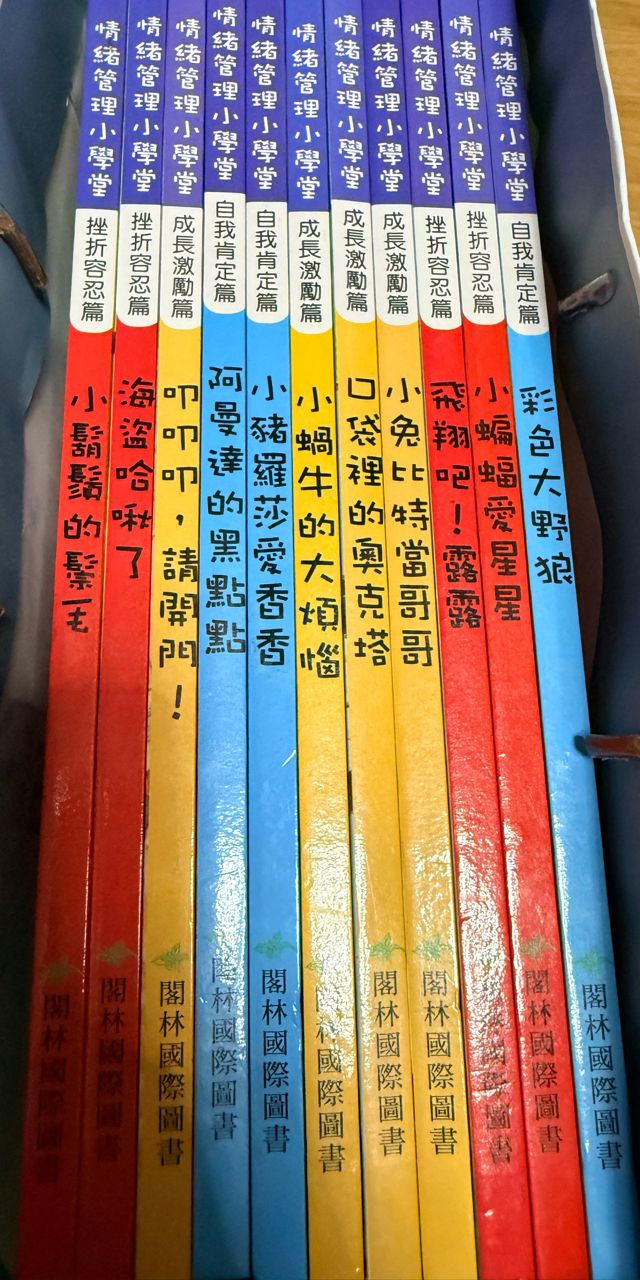 情緒管理小學堂
挫折容忍篇
小鬍鬚的鬃毛
閣林國際圖書
情緒管理小學堂
挫折容忍篇
海盜哈啾了
閣林國際圖書
情緒管理小學堂
成長激勵篇
叩叩叩，請開門！
閣林國際圖書
情緒管理小學堂
自我肯定篇
阿曼達的黑點點
閣林國際圖書
情緒管理小學堂
自我肯定篇
小豬羅莎愛香香
閣林國際圖書
情緒管理小學堂
成長激勵篇
小蝸牛的大煩惱
閣林國際圖書
情緒管理小學堂
成長激勵篇
口袋裡的奧克塔
閣林國際圖書
情緒管理小學堂
成長激勵篇
小兔比特當哥哥
閣林國際圖書
情緒管理小學堂
挫折容忍篇
飛翔吧！露露
閣林國際圖書
情緒管理小學堂
挫折容忍篇
小蝙蝠愛星星
閣林國際圖書
情緒管理小學堂
自我肯定篇
彩色大野狼
閣林國際圖書